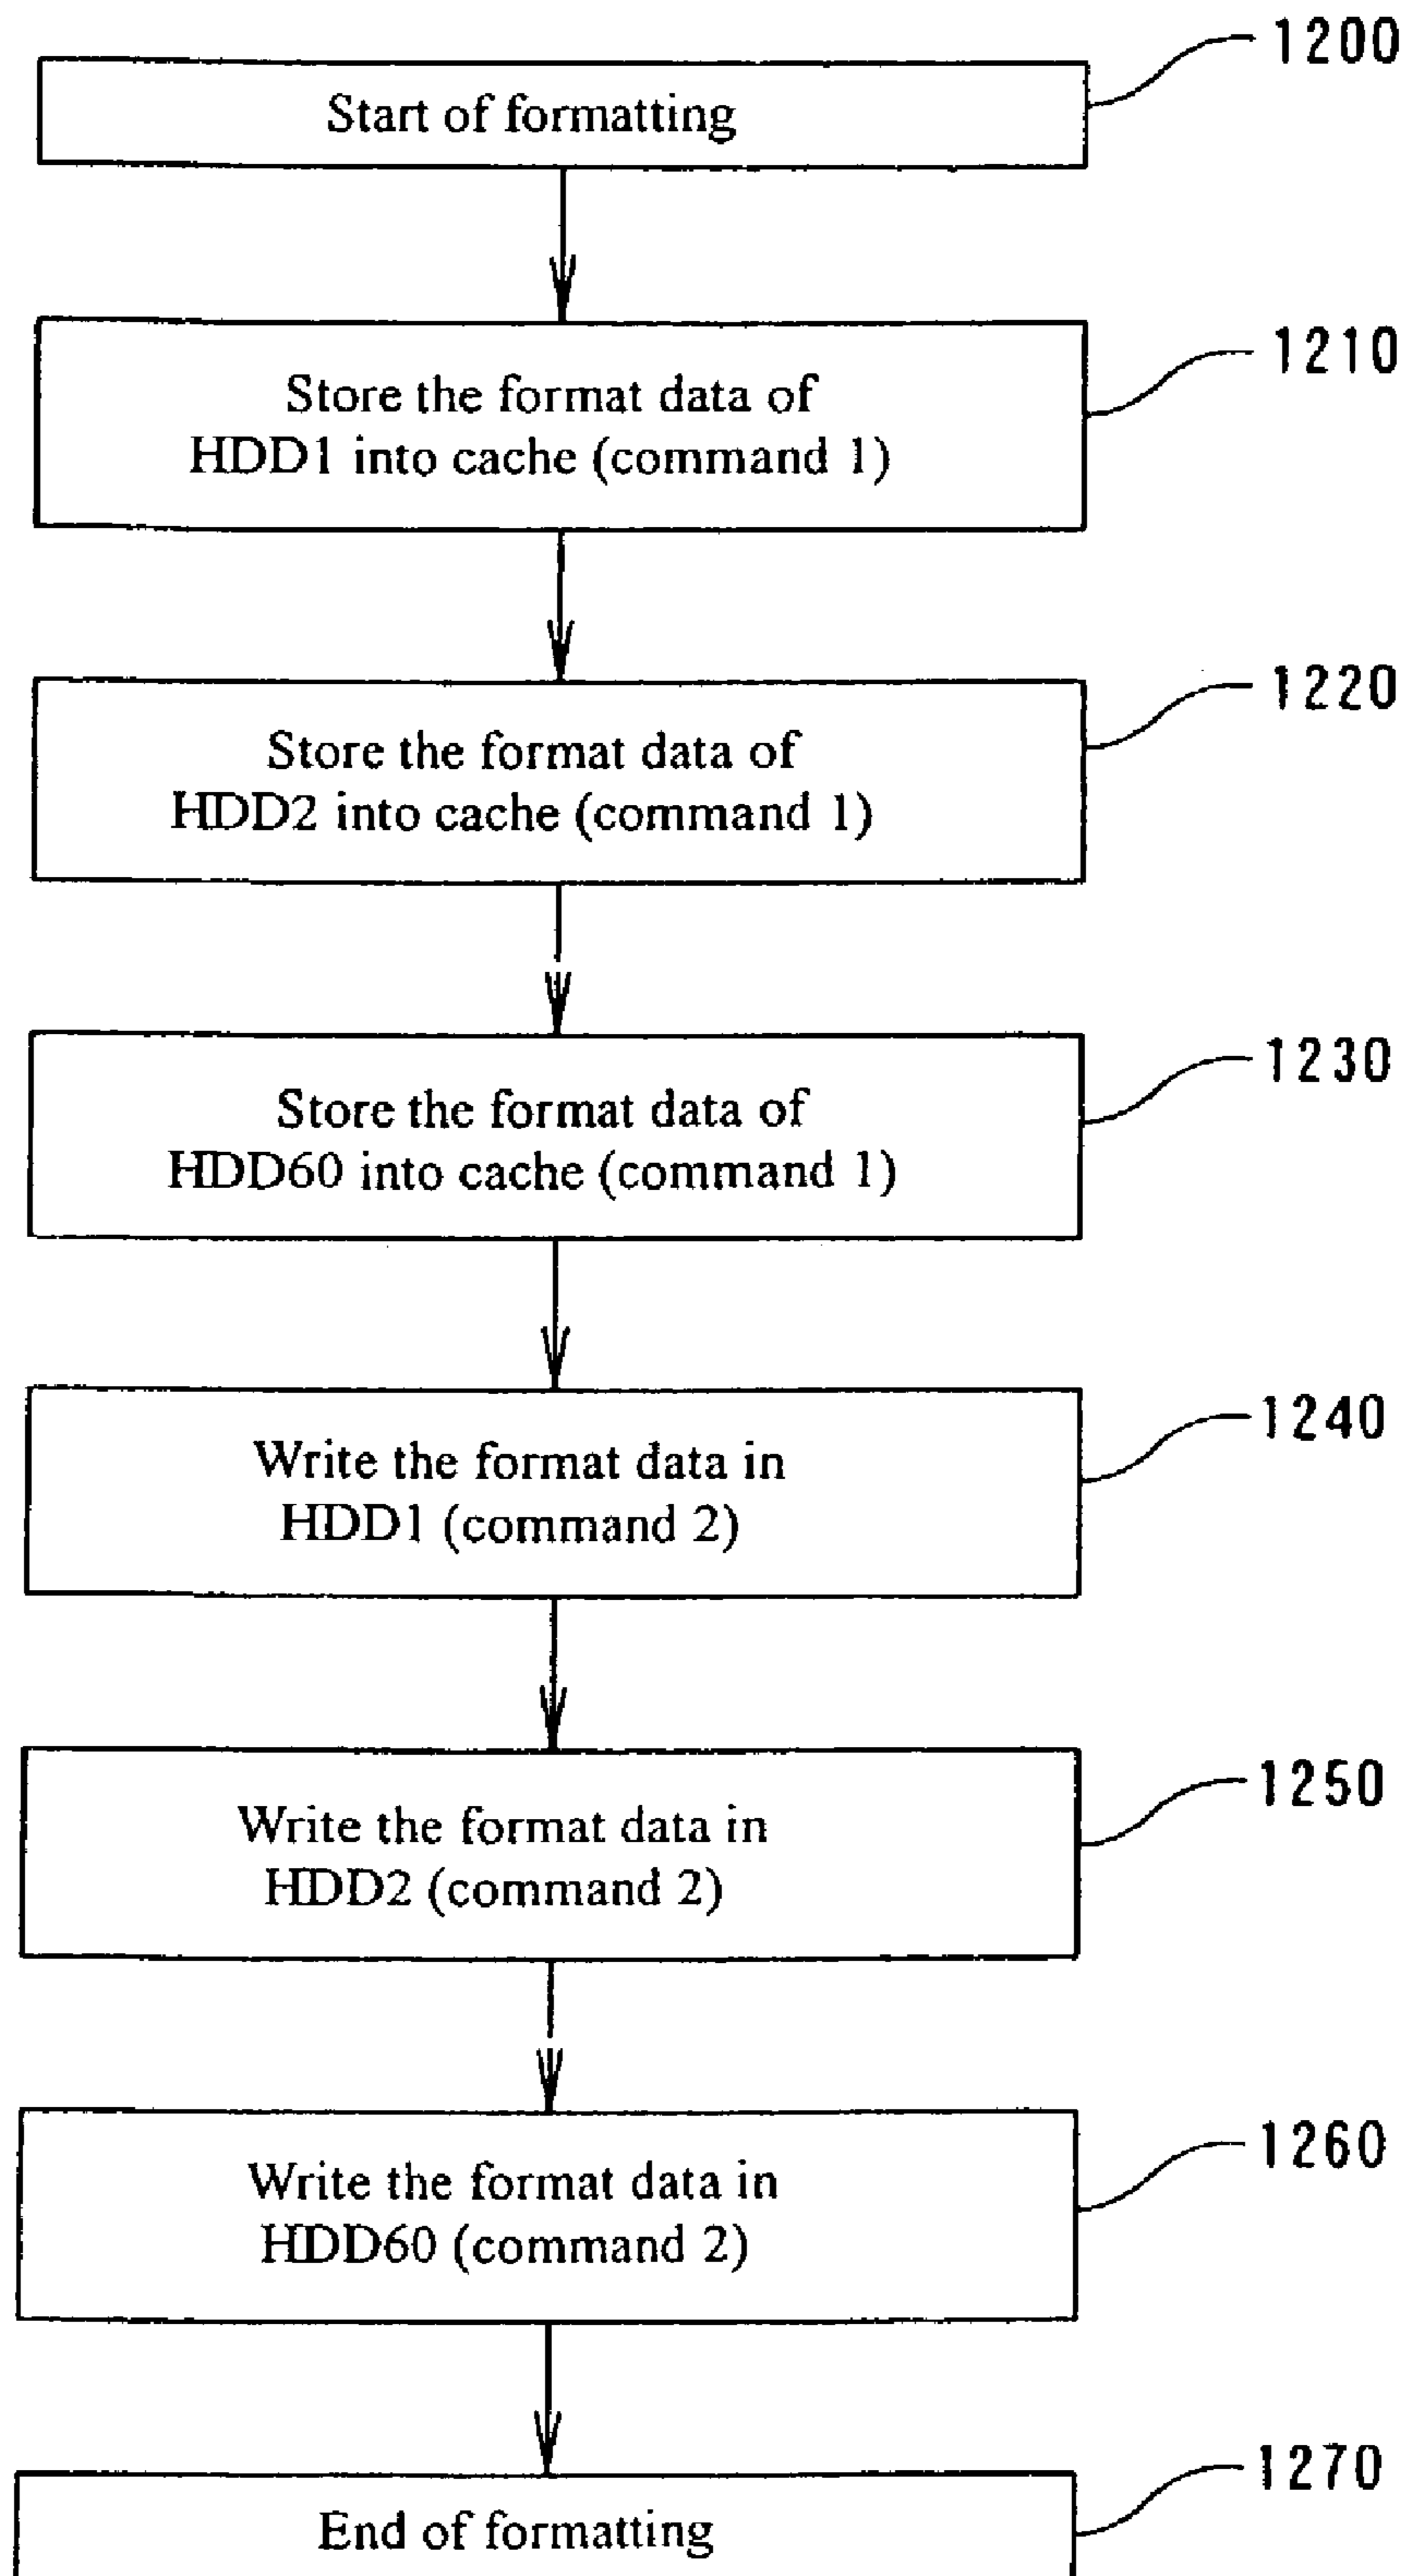 1200
Start of formatting
1210
Store the format data of
HDD1 into cache (command 1)
1220
Store the format data of
HDD2 into cache (command 1)
1230
Store the format data of
HDD60 into cache (command 1)
1240
Write the format data in
HDD1 (command 2)
1250
Write the format data in
HDD2 (command 2)
1260
Write the format data in
HDD60 (command 2)
1270
End of formatting